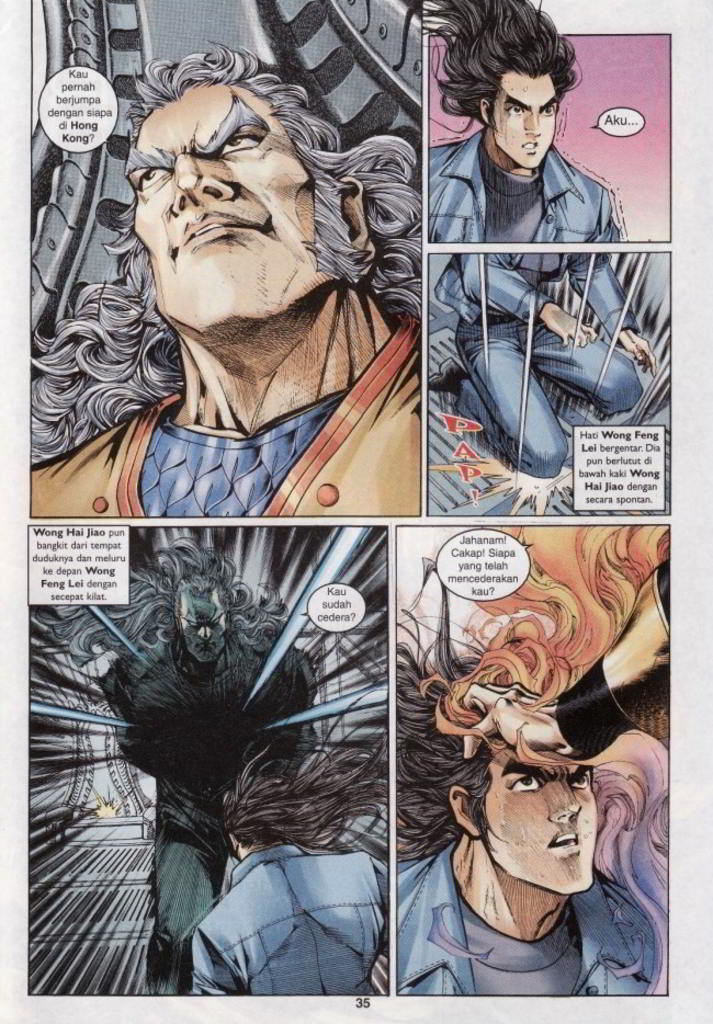 Kau
pernah
berjumpa
dengan siapa
di Hong
Kong?
Aku...
PAP!
Hati Wong Feng
Lei bergentar. Dia
pun berlutut di
bawah kaki Wong
Hai Jiao dengan
secara spontan.
Wong Hai Jiao pun
bangkit dari tempat
duduknya dan meluru
ke depan Wong
Feng Lei dengan
secepat kilat.
Kau
sudah
cedera?
Jahanam!
Cakap! Siapa
yang telah
mencederakan
kau?
35